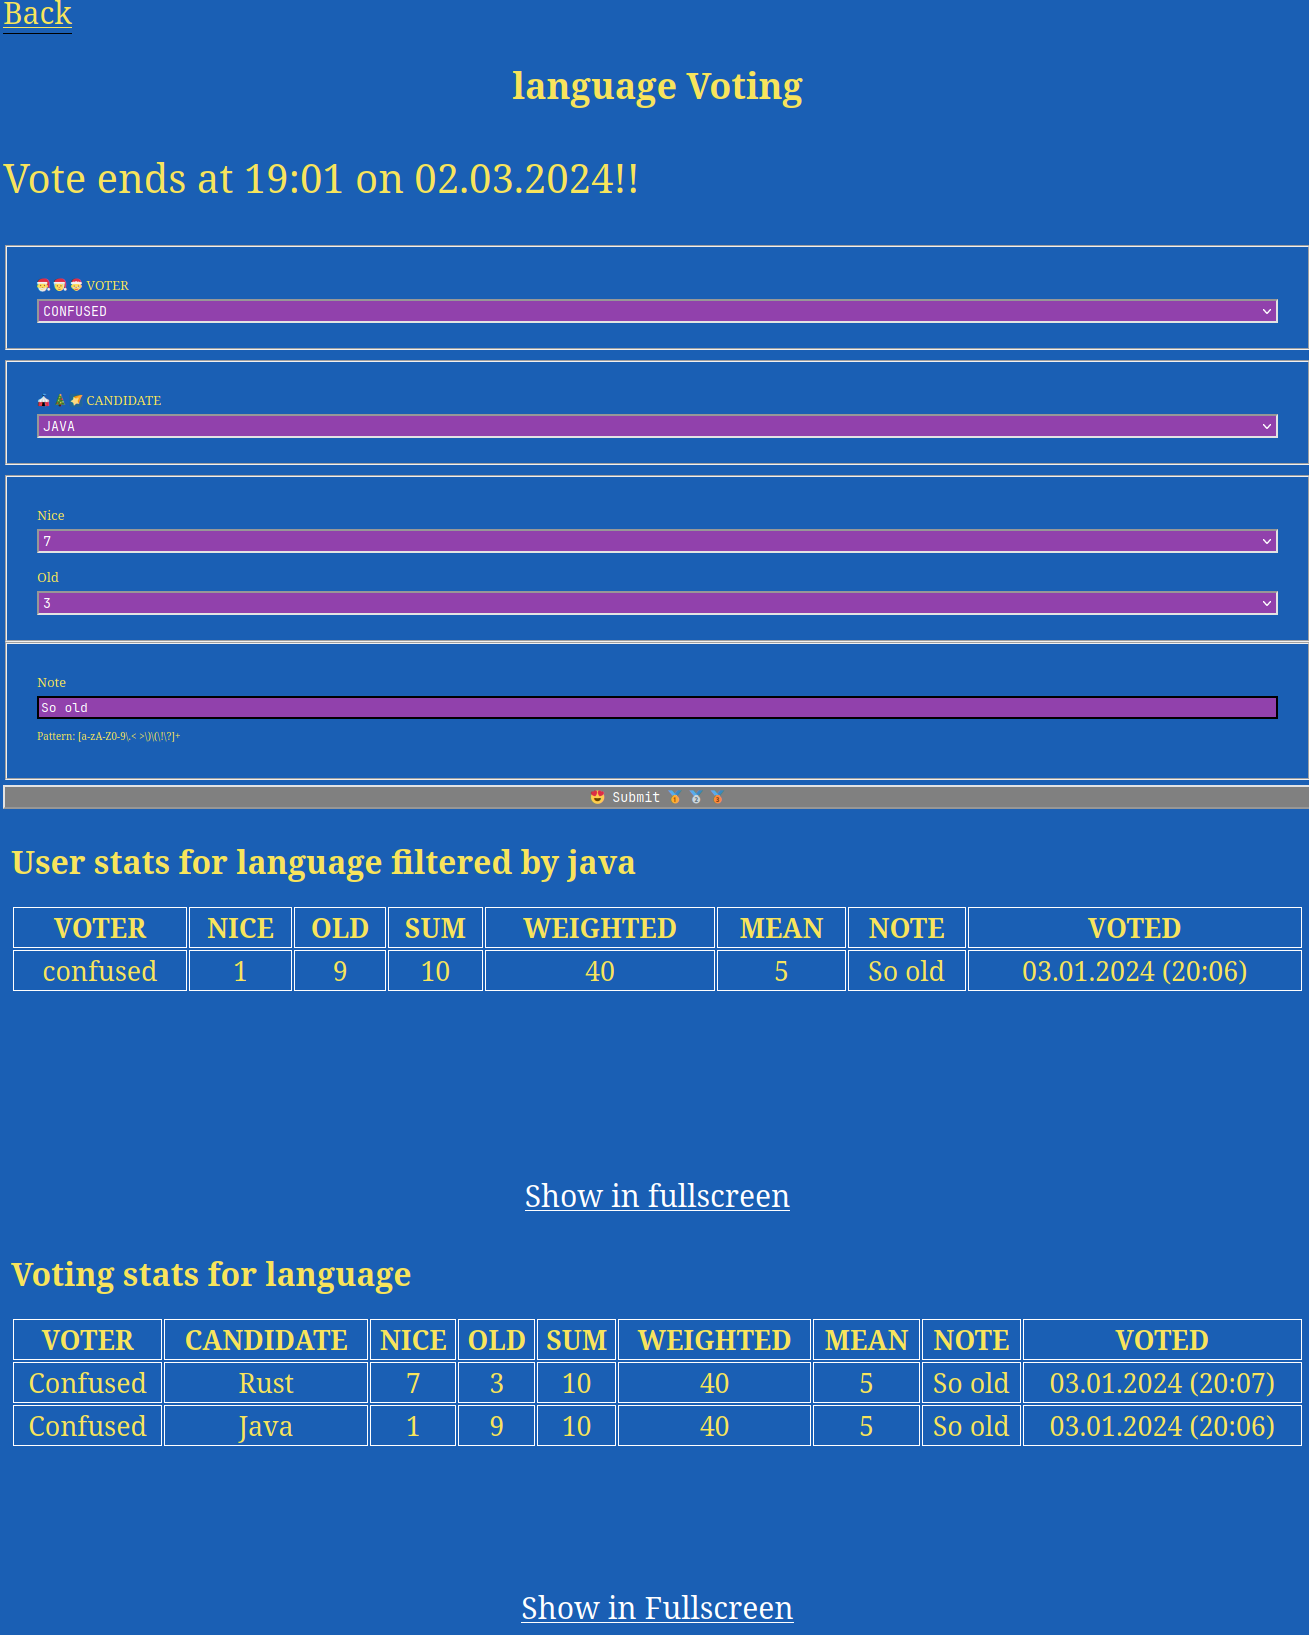 Back
language Voting
Vote ends at 19:01 on 02.03.2024!!
🎅🤶🧑‍🎄 VOTER
CONFUSED
CANDIDATE
JAVA
Nice
7
Old
3
Note
So old
Pattern: [a-zA-Z0-9\,< >\)\(\!\?]+
😍 Submit 🥇 🥈 🥉
User stats for language filtered by java
VOTER NICE OLD SUM WEIGHTED MEAN NOTE VOTED
confused 1 9 10 40 5 So old 03.01.2024 (20:06)
Show in fullscreen
Voting stats for language
VOTER CANDIDATE NICE OLD SUM WEIGHTED MEAN NOTE VOTED
Confused Rust 7 3 10 40 5 So old 03.01.2024 (20:07)
Confused Java 1 9 10 40 5 So old 03.01.2024 (20:06)
Show in Fullscreen